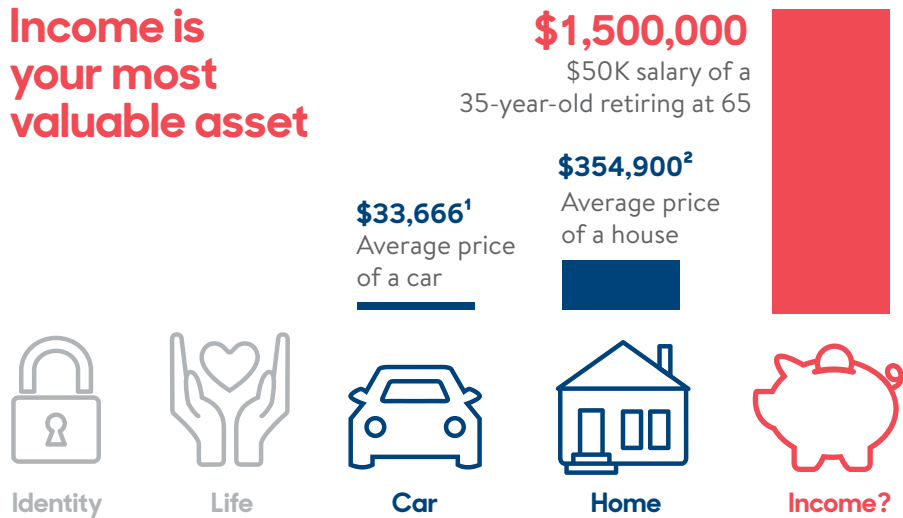 Income is
your most
valuable asset
$1,500,000
$50K salary of a
35-year-old retiring at 65
$354,900²
Average price
of a house
$33,666¹
Average price
of a car
Identity
Life
Car
Home
Income?